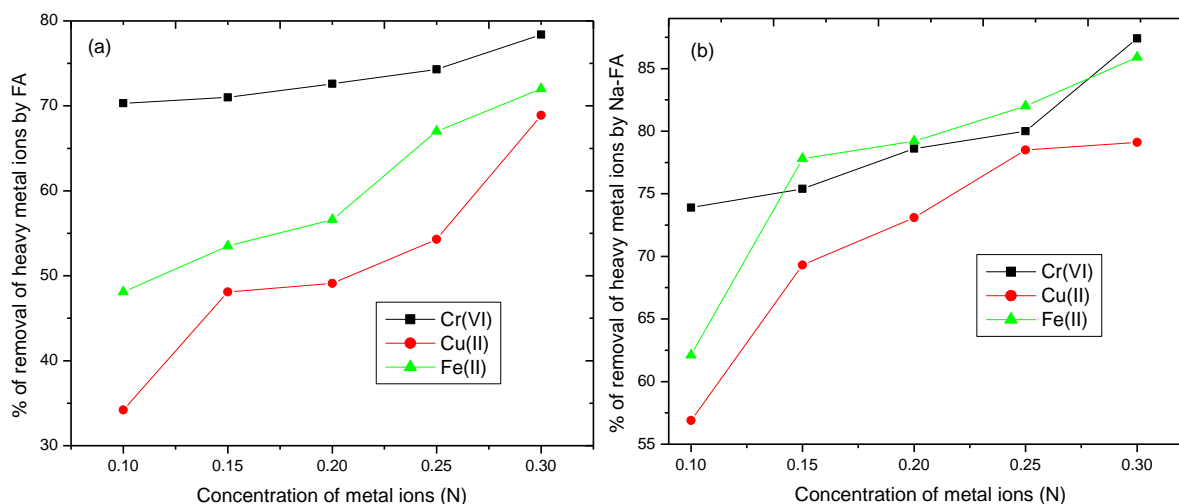 (a)
% of removal of heavy metal ions by FA
80
70
60
50
40
30
Cr(VI)
Cu(II)
Fe(II)
0.10 0.15 0.20 0.25 0.30
Concentration of metal ions (N)
(b)
% of removal of heavy metal ions by Na-FA
85
80
75
70
65
60
55
Cr(VI)
Cu(II)
Fe(II)
0.10 0.15 0.20 0.25 0.30
Concentration of metal ions (N)